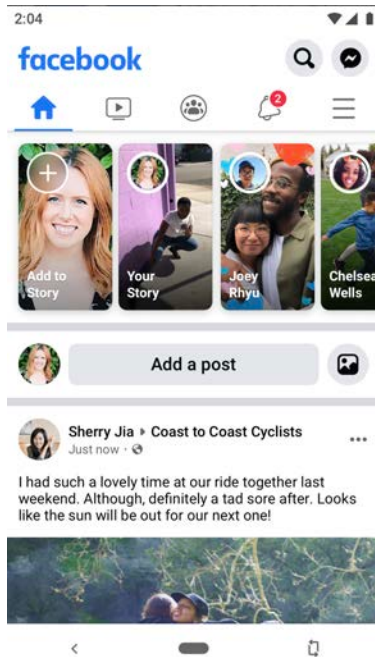 2:04
facebook
2
Add to
Story
Your
Story
Joey
Rhyu
Chelsea
Wells
Add a post
Sherry Jia ▸ Coast to Coast Cyclists
Just now ·
I had such a lovely time at our ride together last
weekend. Although, definitely a tad sore after. Looks
like the sun will be out for our next one!